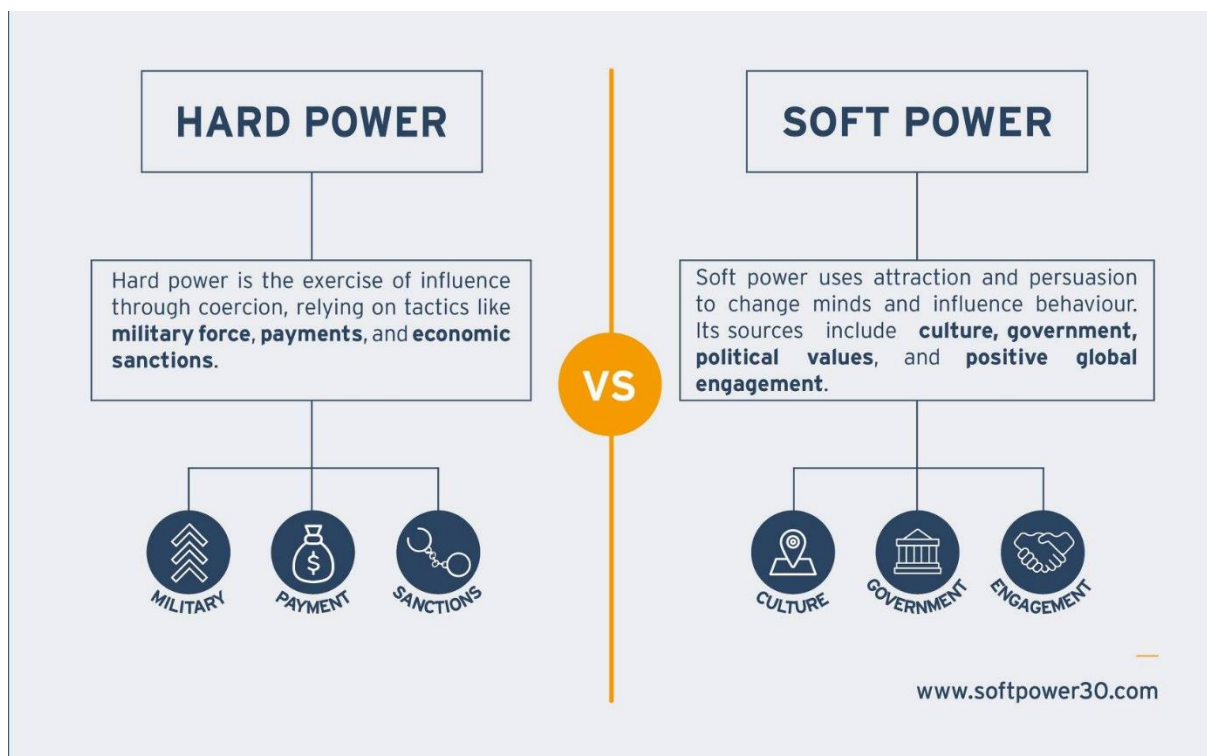 HARD POWER
Hard power is the exercise of influence
through coercion, relying on tactics like
military force, payments, and economic
sanctions.
MILITARY
PAYMENT
SANCTIONS
VS
SOFT POWER
Soft power uses attraction and persuasion
to change minds and influence behaviour.
Its sources include culture, government,
political values, and positive global
engagement.
CULTURE
GOVERNMENT
ENGAGEMENT
www.softpower30.com